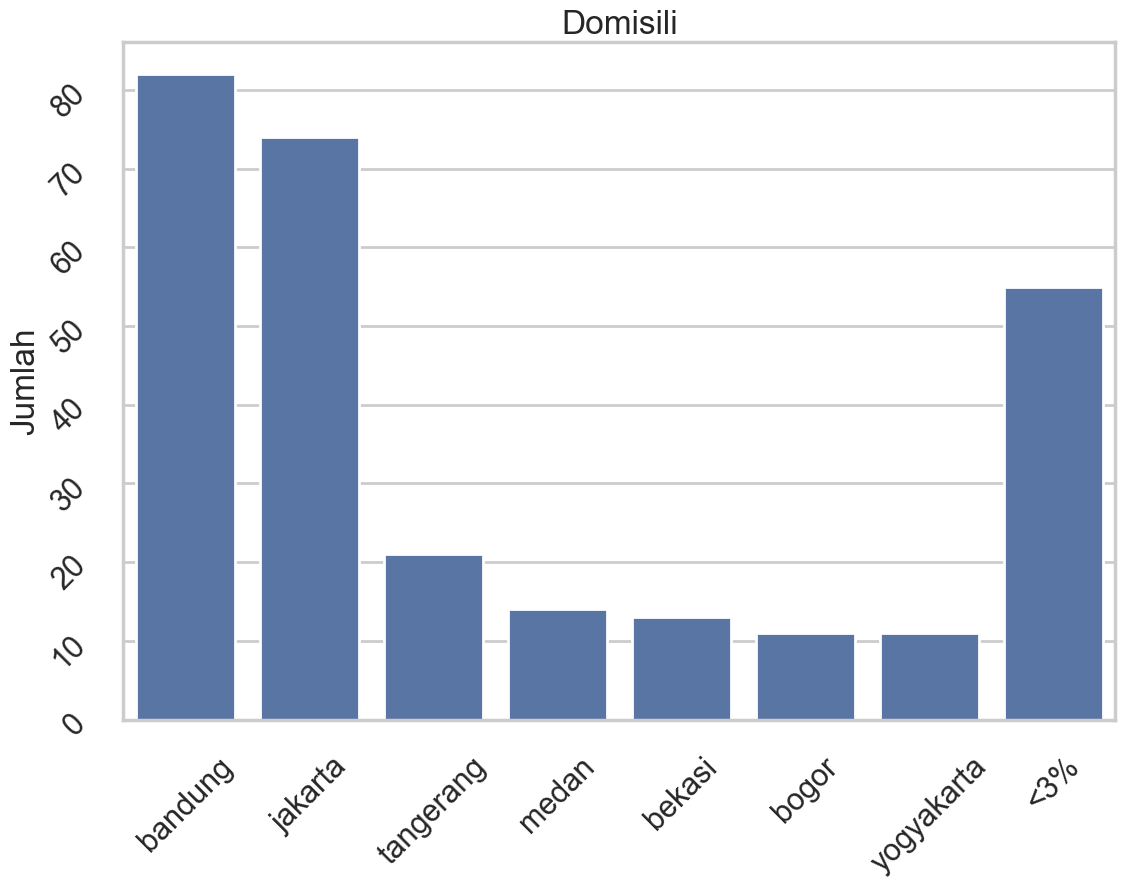 Domisili
Jumlah
80
70
60
50
40
30
20
10
0
bandung
jakarta
tangerang
medan
bekasi
bogor
yogyakarta
<3%